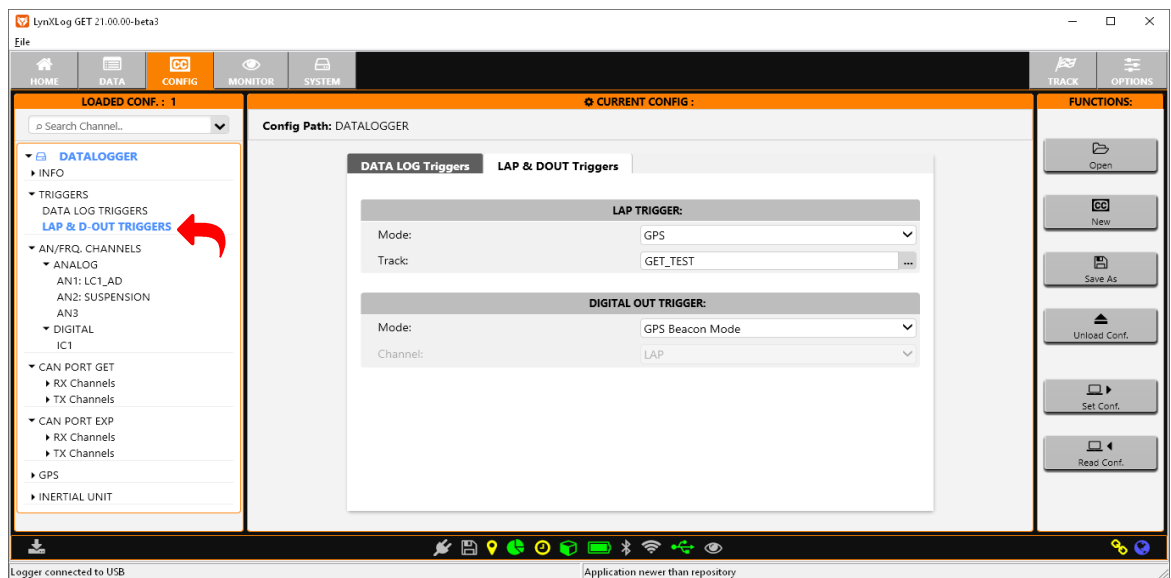 LynXLog GET 21.00.00-beta3
File
HOME
DATA
CC
CONFIG
MONITOR
SYSTEM
TRACK
OPTIONS
LOADED CONF. : 1
Search Channel..
DATALOGGER
INFO
TRIGGERS
DATA LOG TRIGGERS
LAP & D-OUT TRIGGERS
AN/FRQ. CHANNELS
ANALOG
AN1: LC1_AD
AN2: SUSPENSION
AN3
DIGITAL
IC1
CAN PORT GET
RX Channels
TX Channels
CAN PORT EXP
RX Channels
TX Channels
GPS
INERTIAL UNIT
CURRENT CONFIG :
Config Path: DATALOGGER
DATA LOG Triggers
LAP & DOUT Triggers
LAP TRIGGER:
Mode: GPS
Track: GET_TEST ...
DIGITAL OUT TRIGGER:
Mode: GPS Beacon Mode
Channel: LAP
FUNCTIONS:
Open
CC
New
Save As
Unload Conf.
Set Conf.
Read Conf.
Logger connected to USB
Application newer than repository